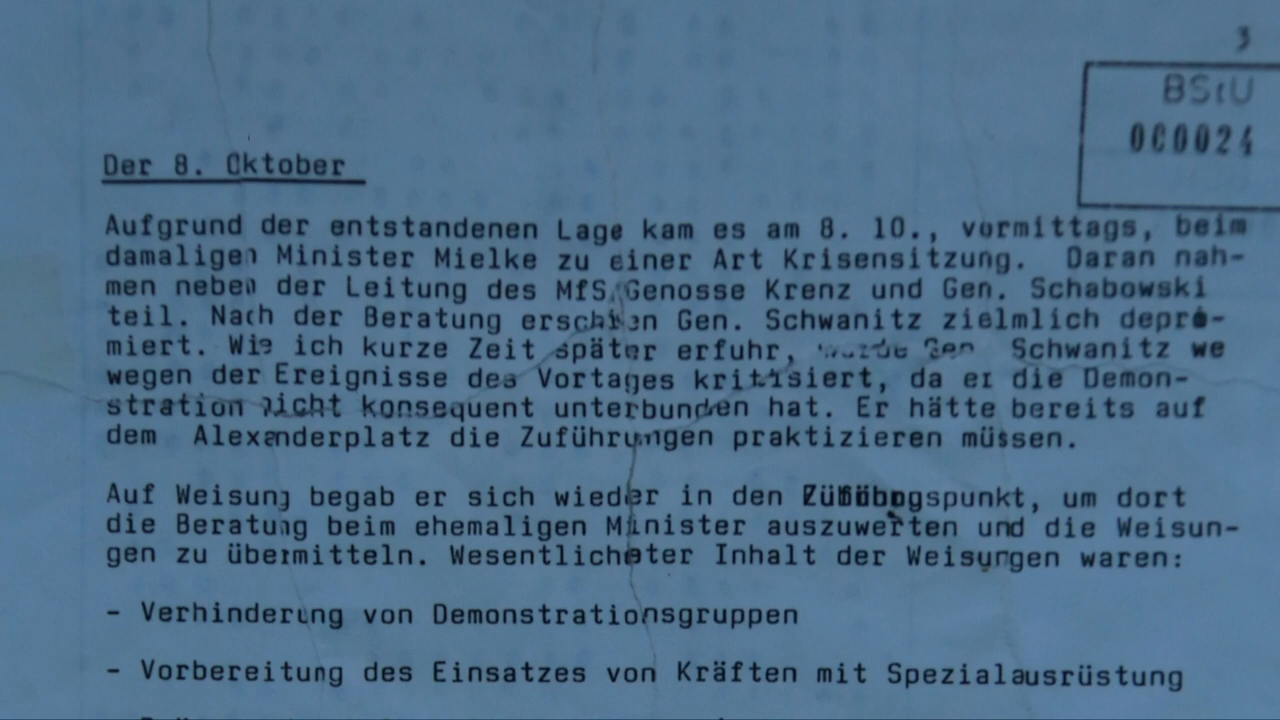 3
BStU
000024
Der 8. Oktober
Aufgrund der entstandenen Lage kam es am 8. 10., vormittags, beim
damaligen Minister Mielke zu einer Art Krisensitzung. Daran nah-
men neben der Leitung des MfS Genosse Krenz und Gen. Schabowski
teil. Nach der Beratung erschien Gen. Schwanitz zielmlich depri-
miert. Wie ich kurze Zeit später erfuhr, wurde Gen. Schwanitz we
wegen der Ereignisse des Vortages kritisiert, da er die Demon-
stration nicht konsequent unterbunden hat. Er hätte bereits auf
dem Alexanderplatz die Zuführungen praktizieren müssen.
Auf Weisung begab er sich wieder in den um dort
die Beratung beim ehemaligen Minister auszuwerten und die Weisun-
gen zu übermitteln. Wesentlichster Inhalt der Weisungen waren:
- Verhinderung von Demonstrationsgruppen
- Vorbereitung des Einsatzes von Kräften mit Spezialausrüstung